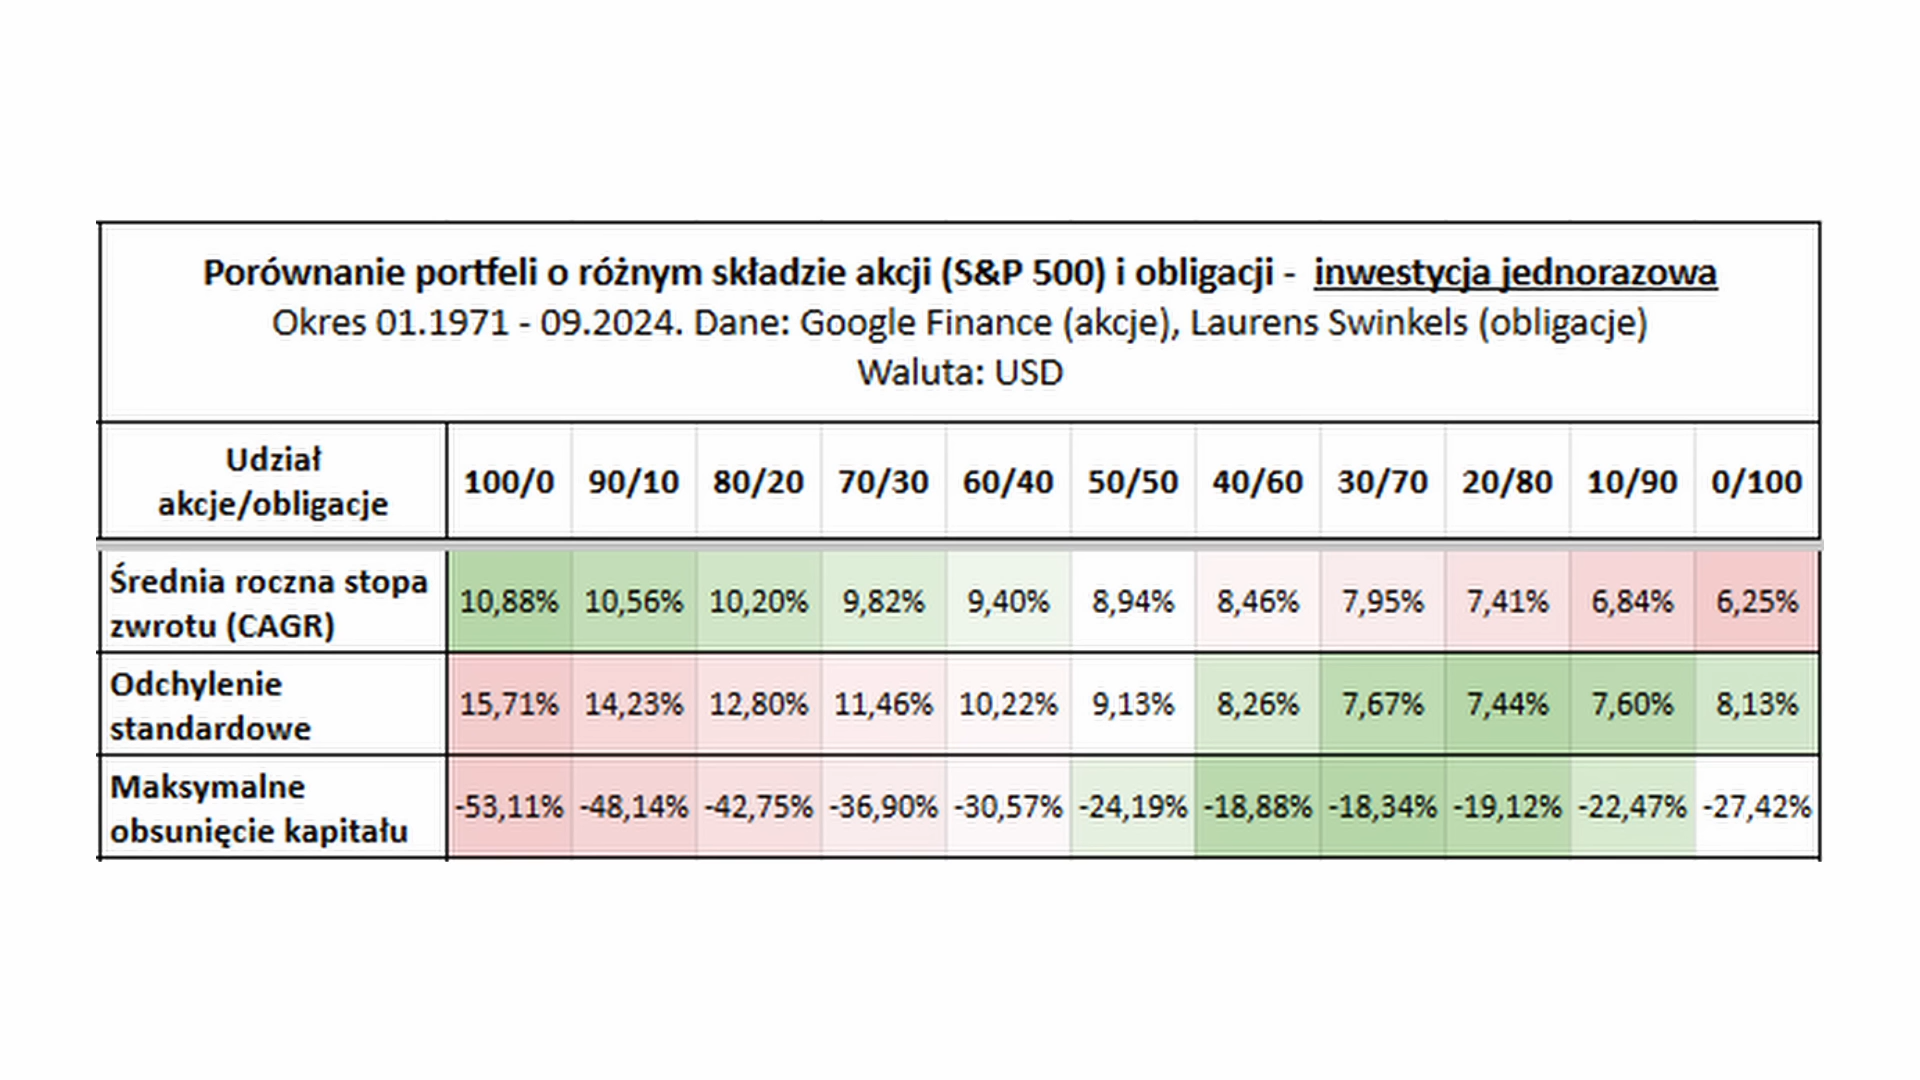 Porównanie portfeli o różnym składzie akcji (S&P 500) i obligacji - inwestycja jednorazowa
Okres 01.1971 - 09.2024. Dane: Google Finance (akcje), Laurens Swinkels (obligacje)
Waluta: USD
Udział
akcje/obligacje
100/0 90/10 80/20 70/30 60/40 50/50 40/60 30/70 20/80 10/90 0/100
Średnia roczna stopa
zwrotu (CAGR)
10,88% 10,56% 10,20% 9,82% 9,40% 8,94% 8,46% 7,95% 7,41% 6,84% 6,25%
Odchylenie
standardowe
15,71% 14,23% 12,80% 11,46% 10,22% 9,13% 8,26% 7,67% 7,44% 7,60% 8,13%
Maksymalne
obsunięcie kapitału
-53,11% -48,14% -42,75% -36,90% -30,57% -24,19% -18,88% -18,34% -19,12% -22,47% -27,42%